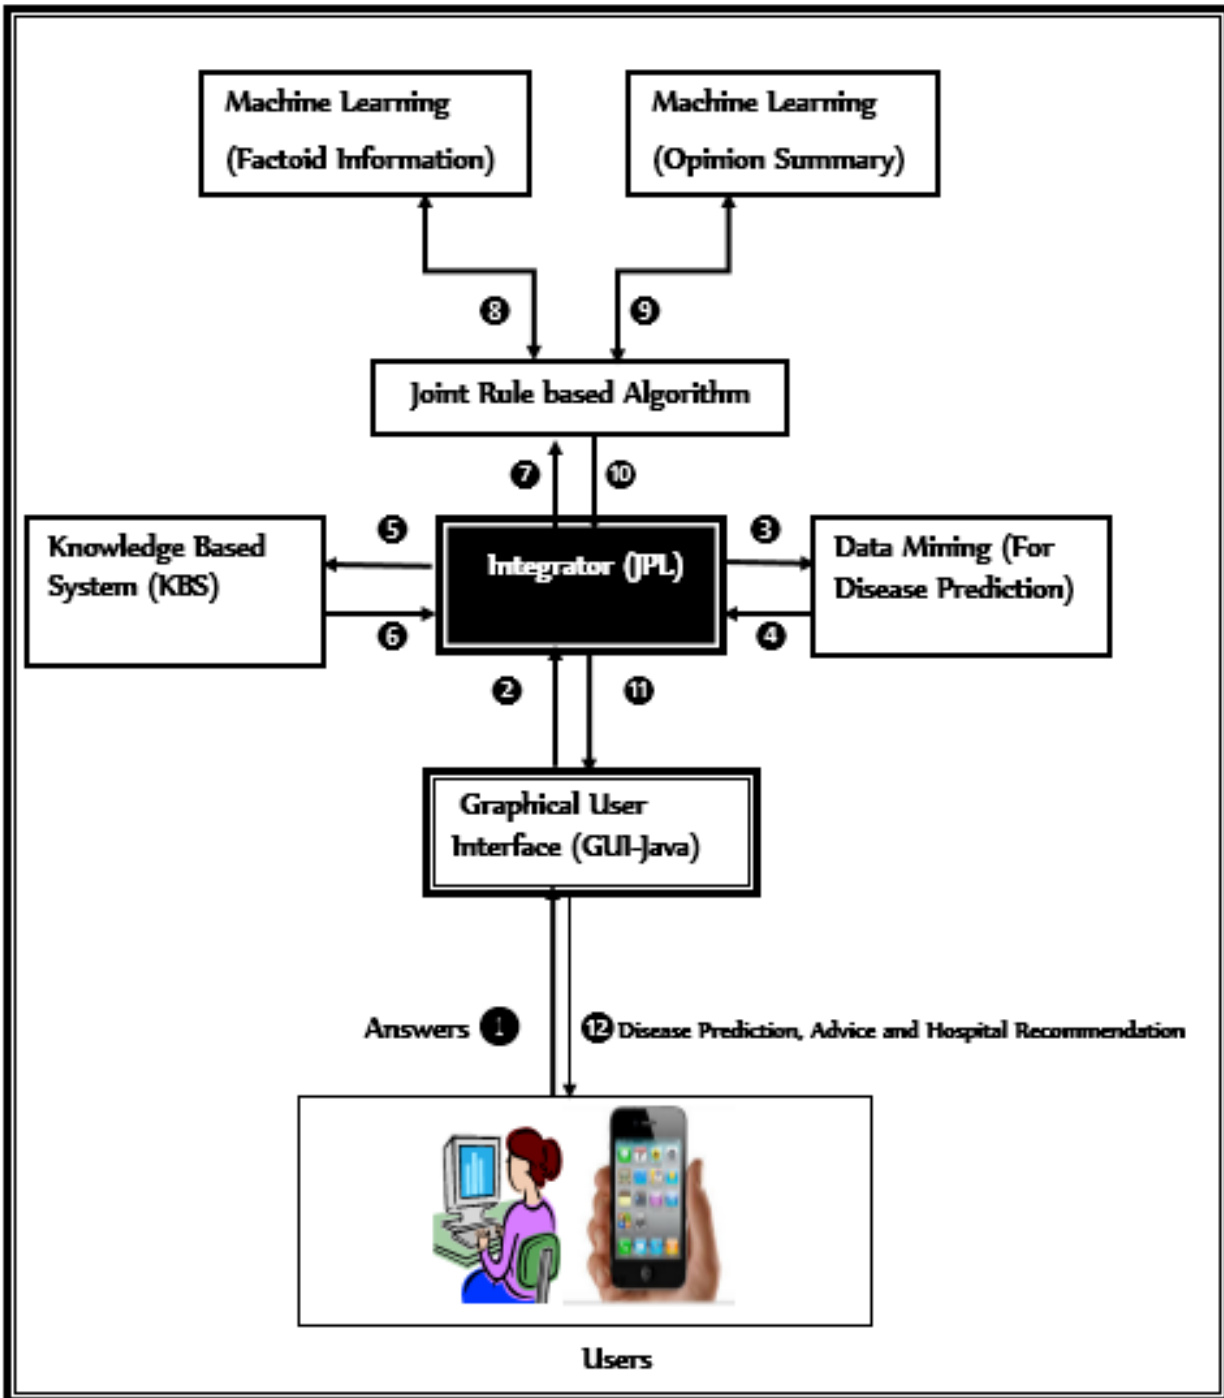 Machine Learning
(Factoid Information)
Machine Learning
(Opinion Summary)
8
9
Joint Rule based Algorithm
7
10
Knowledge Based
System (KBS)
5
6
Integrator (JPL)
3
4
Data Mining (For
Disease Prediction)
2
11
Graphical User
Interface (GUI-Java)
Answers 1
12 Disease Prediction, Advice and Hospital Recommendation
Users